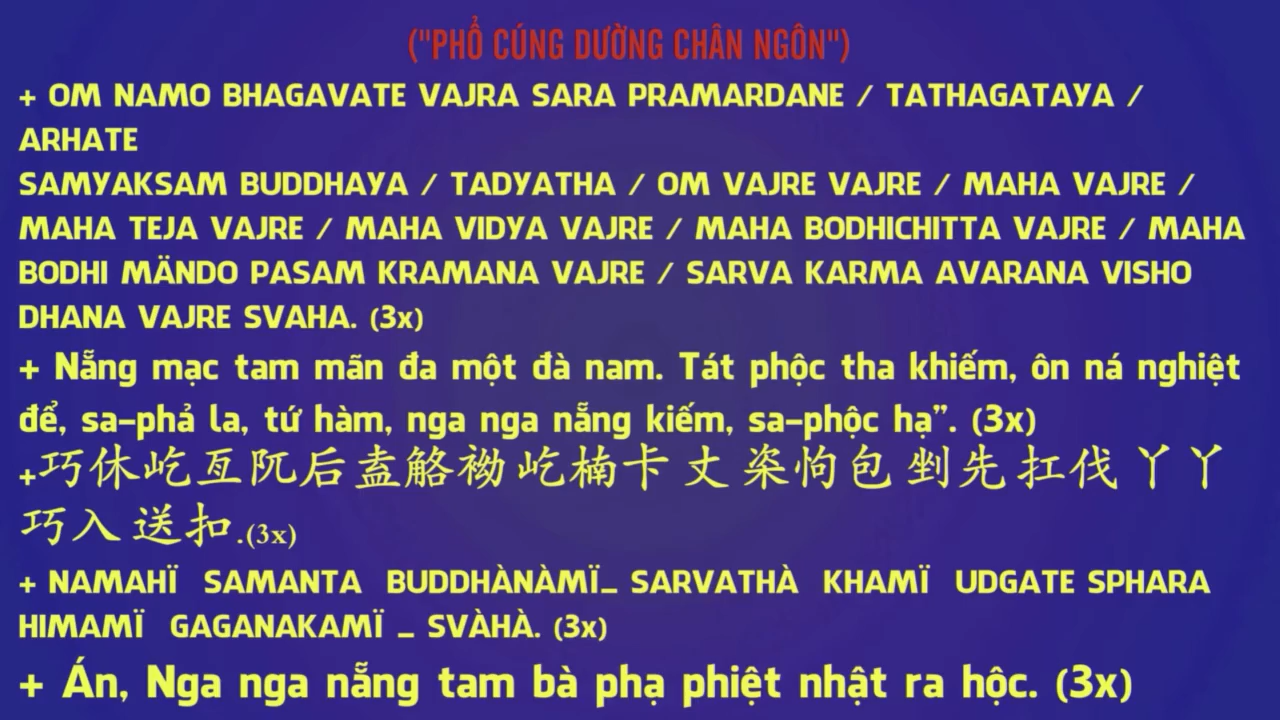 ("PHỔ CÚNG DƯỜNG CHÂN NGÔN")
+ OM NAMO BHAGAVATE VAJRA SARA PRAMARDANE / TATHAGATAYA /
ARHATE
SAMYAKSAM BUDDHAYA / TADYATHA / OM VAJRE VAJRE / MAHA VAJRE /
MAHA TEJA VAJRE / MAHA VIDYA VAJRE / MAHA BODHICHITTA VAJRE / MAHA
BODHI MÄNDO PASAM KRAMANA VAJRE / SARVA KARMA AVARANA VISHO
DHANA VAJRE SVAHA. (3x)
+ Nẵng mạc tam mãn đa một đà nam. Tát phộc tha khiếm, ôn ná nghiệt
để, sa-phả la, tứ hàm, nga nga nẵng kiếm, sa-phộc hạ”. (3x)
+巧休屹亙阢后盍觡袎屹楠卡丈楶怐包剉先扛伐丫丫
巧入送扣.(3x)
+ NAMAHÏ SAMANTA BUDDHÀNÀMÏ_ SARVATHÀ KHAMÏ UDGATE SPHARA
HIMAMÏ GAGANAKAMÏ _ SVÀHÀ. (3x)
+ Án, Nga nga nẵng tam bà phạ phiệt nhật ra hộc. (3x)